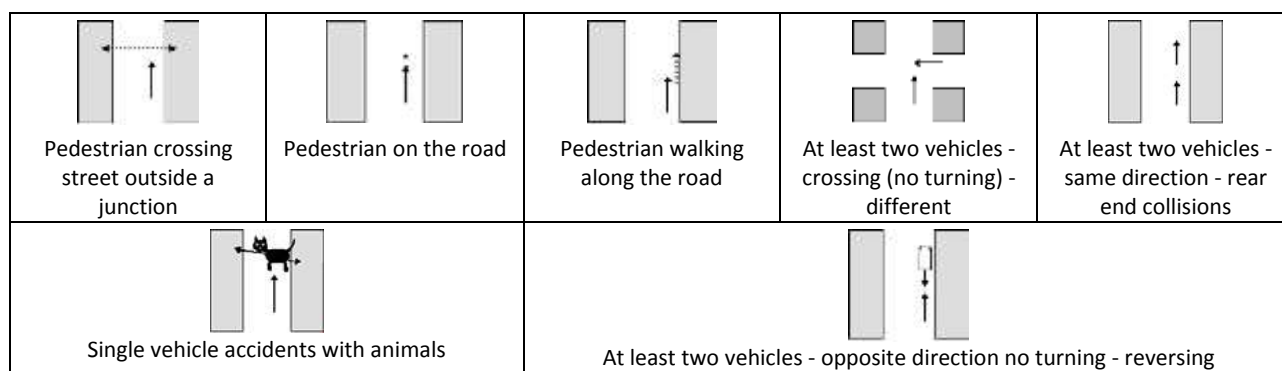 Pedestrian crossing
street outside a
junction
Pedestrian on the road
Pedestrian walking
along the road
At least two vehicles -
crossing (no turning) -
different
At least two vehicles -
same direction - rear
end collisions
Single vehicle accidents with animals
At least two vehicles - opposite direction no turning - reversing